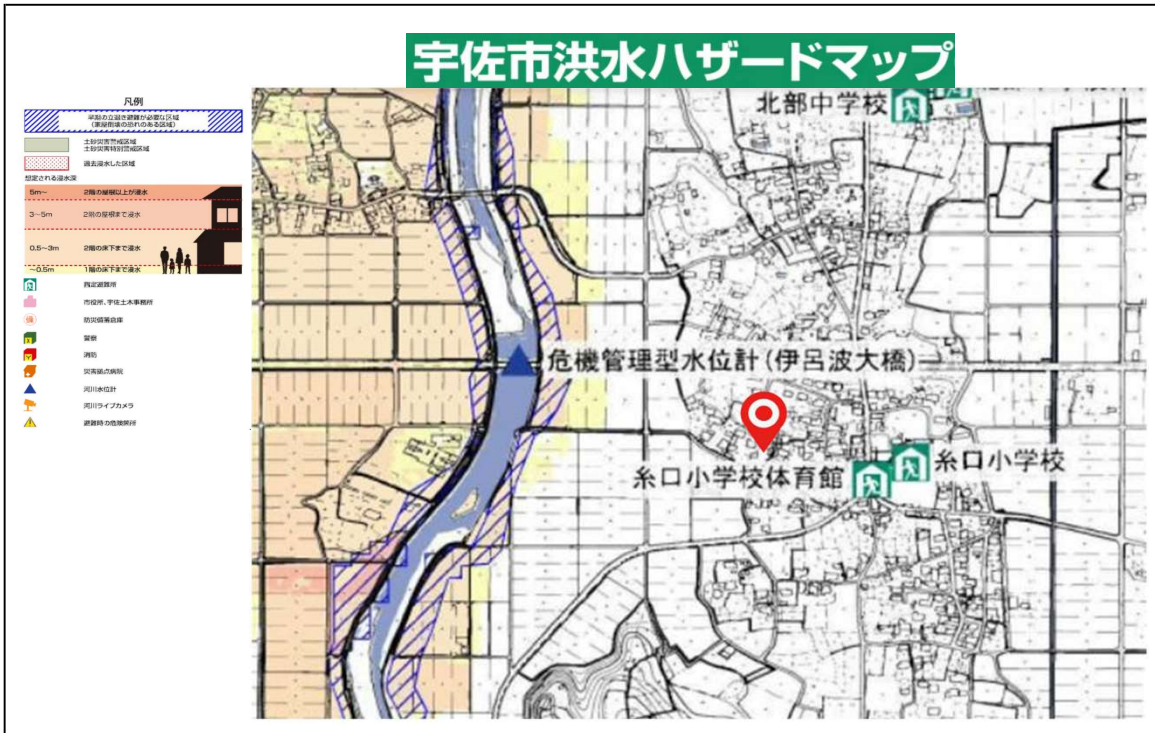 宇佐市洪水ハザードマップ
凡例
早期の立退き避難が必要な区域
(家屋倒壊の恐れのある区域)
土砂災害警戒区域
土砂災害特別警戒区域
過去浸水した区域
想定される浸水深
5m~ 2階の屋根以上が浸水
3~5m 2階の屋根まで浸水
0.5~3m 2階の床下まで浸水
~0.5m 1階の床下まで浸水
指定避難所
市役所、宇佐土木事務所
防災備蓄倉庫
警察
消防
災害拠点病院
河川水位計
河川ライブカメラ
避難時の危険箇所
北部中学校
危機管理型水位計(伊呂波大橋)
糸口小学校体育館
糸口小学校